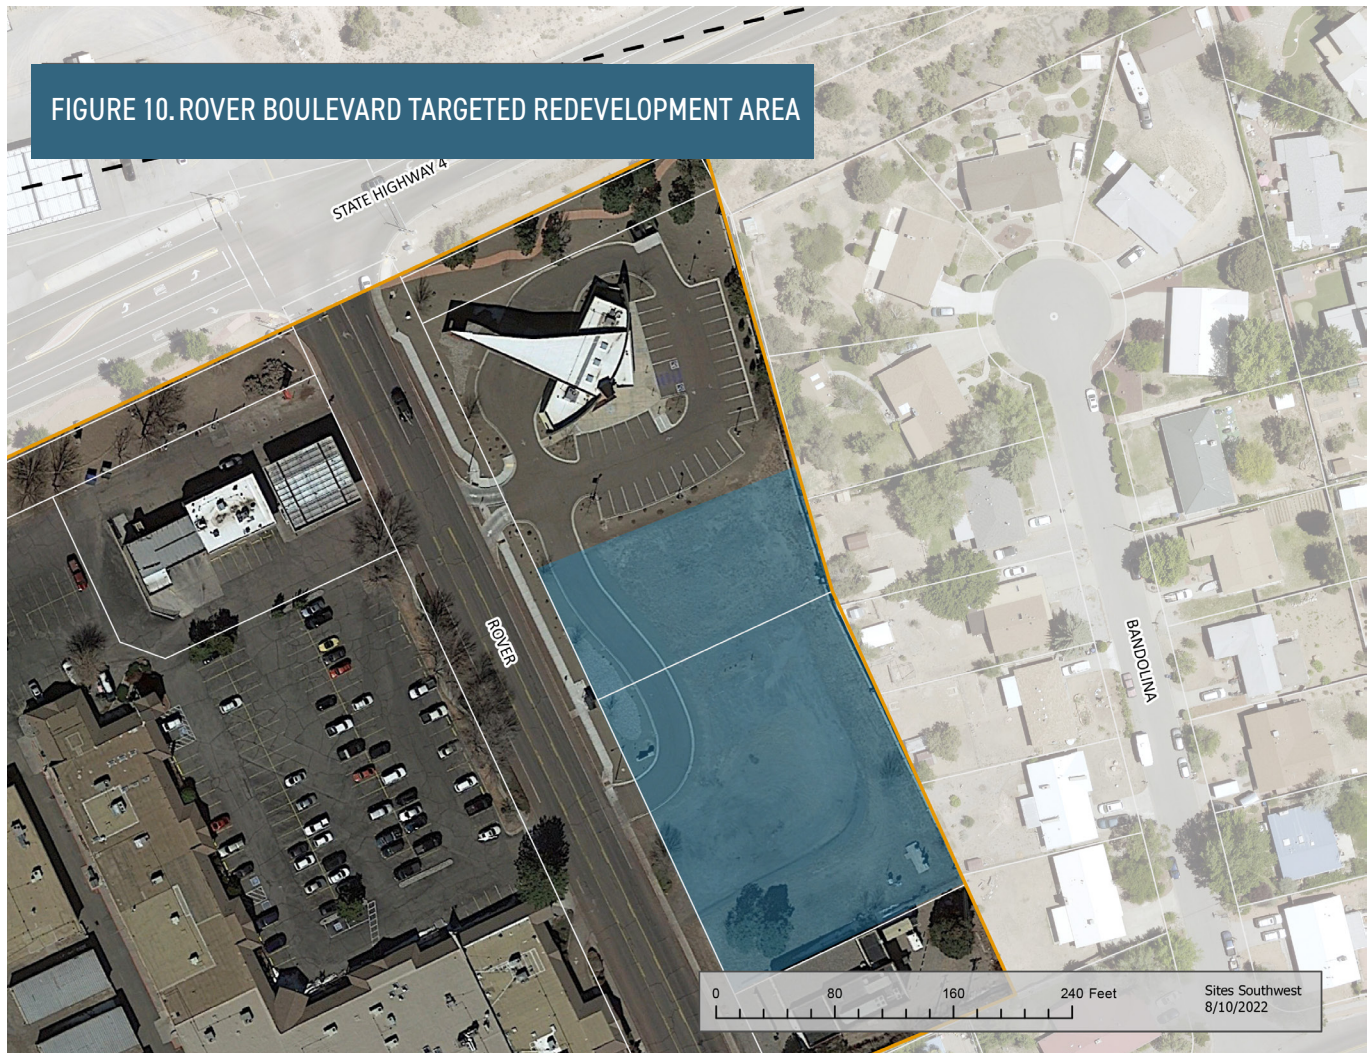 FIGURE 10. ROVER BOULEVARD TARGETED REDEVELOPMENT AREA
STATE HIGHWAY 4
ROVER
BANDOLINA
0 80 160 240 Feet
Sites Southwest
8/10/2022